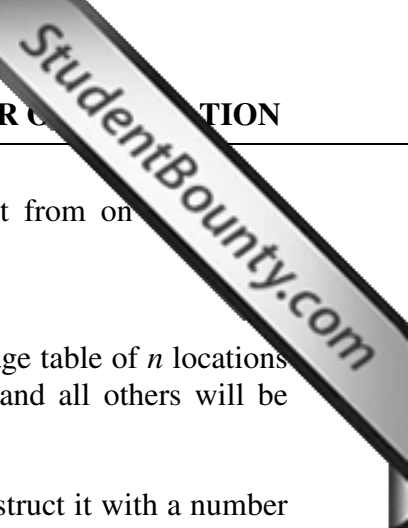 StudentBounty.com
R O TION
t from on
ge table of n locations
and all others will be
struct it with a number